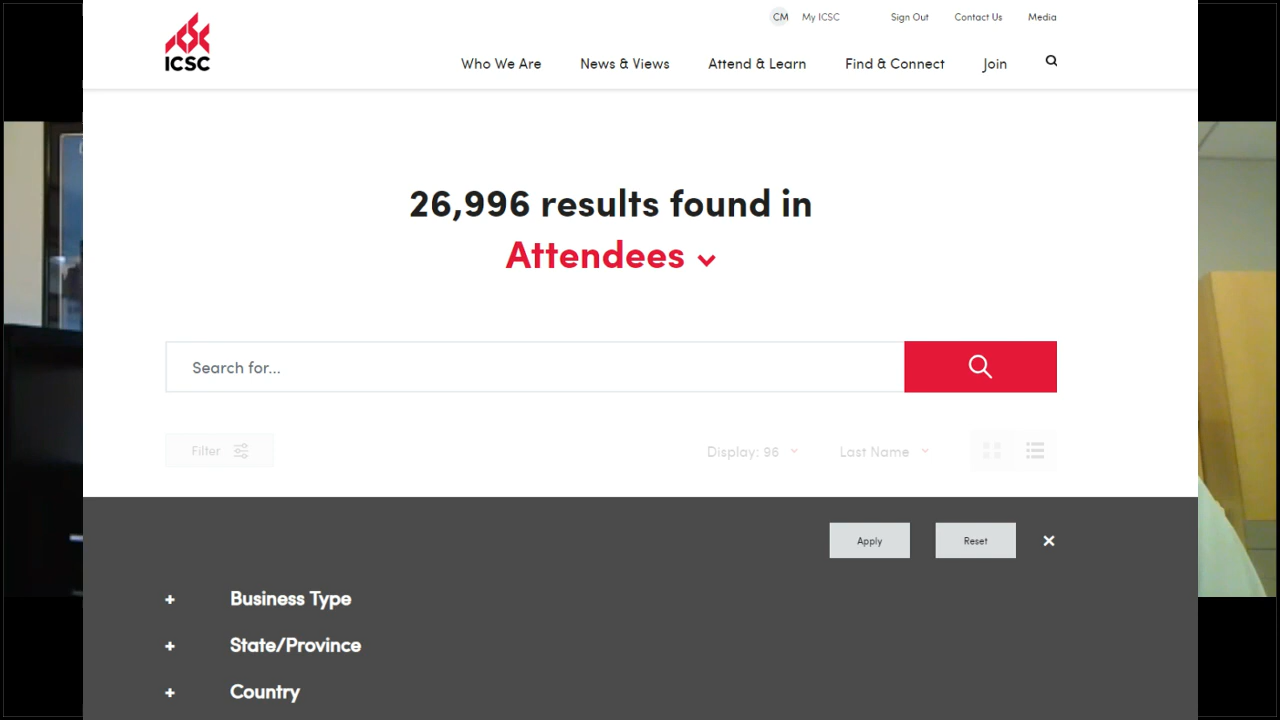 CM My ICSC Sign Out Contact Us Media
ICSC
Who We Are News & Views Attend & Learn Find & Connect Join
26,996 results found in
Attendees
Search for...
Filter Display: 96 Last Name
Apply Reset
+ Business Type
+ State/Province
+ Country